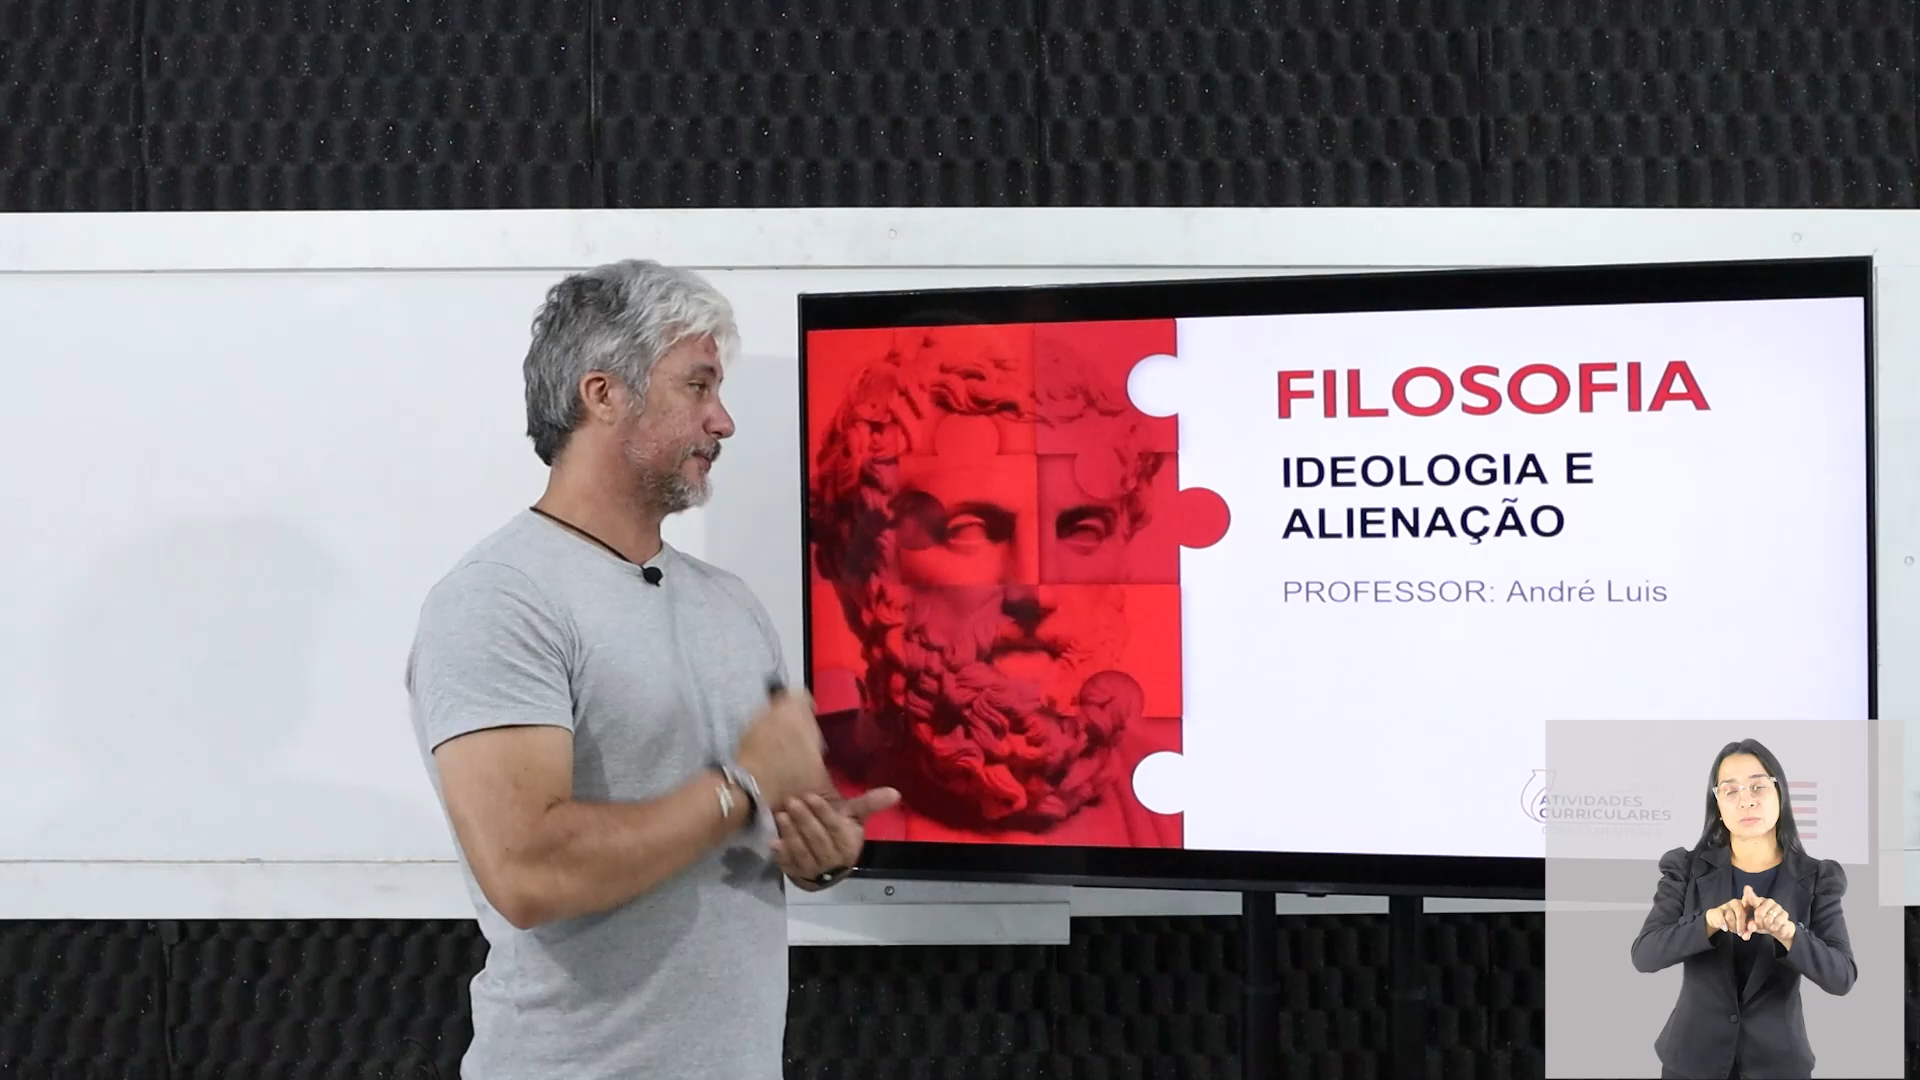 FILOSOFIA
IDEOLOGIA E
ALIENAÇÃO
PROFESSOR: André Luis
ATIVIDADES
CURRICULARES